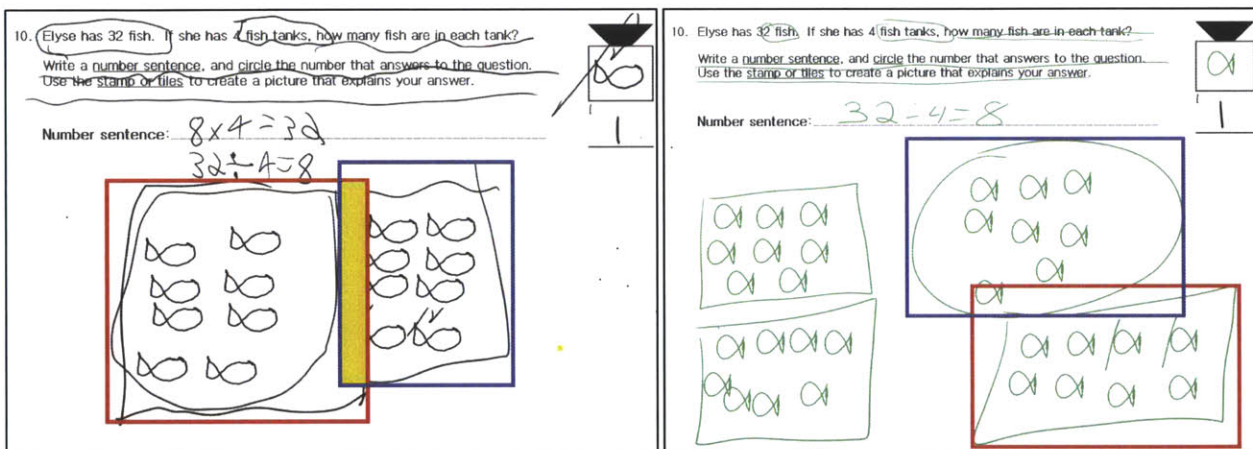 10. Elyse has 32 fish. If she has 4 fish tanks, how many fish are in each tank?
Write a number sentence, and circle the number that answers to the question.
Use the stamp or tiles to create a picture that explains your answer.
1
Number sentence: 8 x 4 = 32
32 ÷ 4 = 8
10. Elyse has 32 fish. If she has 4 fish tanks, how many fish are in each tank?
Write a number sentence, and circle the number that answers to the question.
Use the stamp or tiles to create a picture that explains your answer.
1
Number sentence: 32 ÷ 4 = 8